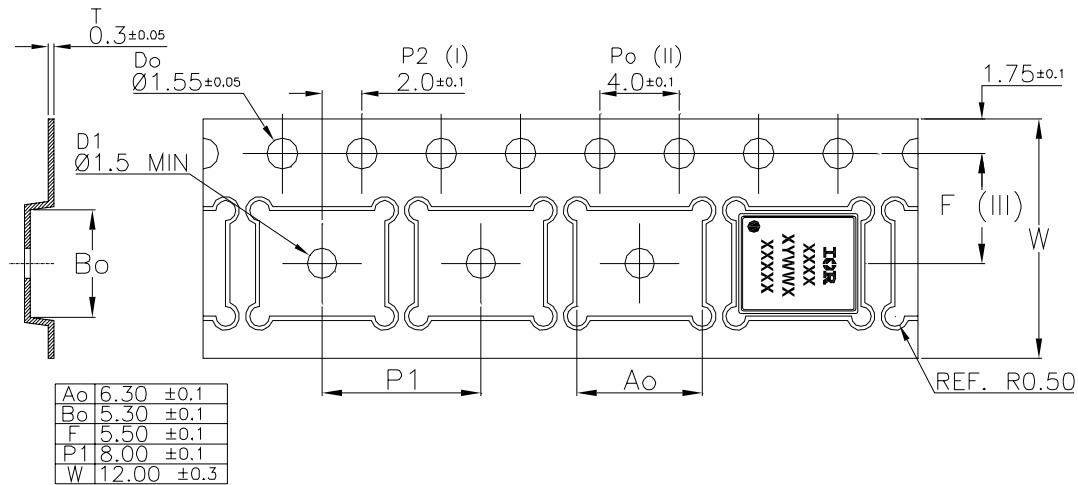 T
0.3±0.05
Do
Ø1.55±0.05
P2 (I)
2.0±0.1
Po (II)
4.0±0.1
1.75±0.1
D1
Ø1.5 MIN
F (III)
W
Bo
IOR
XXXX
XYWWX
XXXXX
P1
Ao
REF. R0.50
Ao 6.30 ±0.1
Bo 5.30 ±0.1
F 5.50 ±0.1
P1 8.00 ±0.1
W 12.00 ±0.3